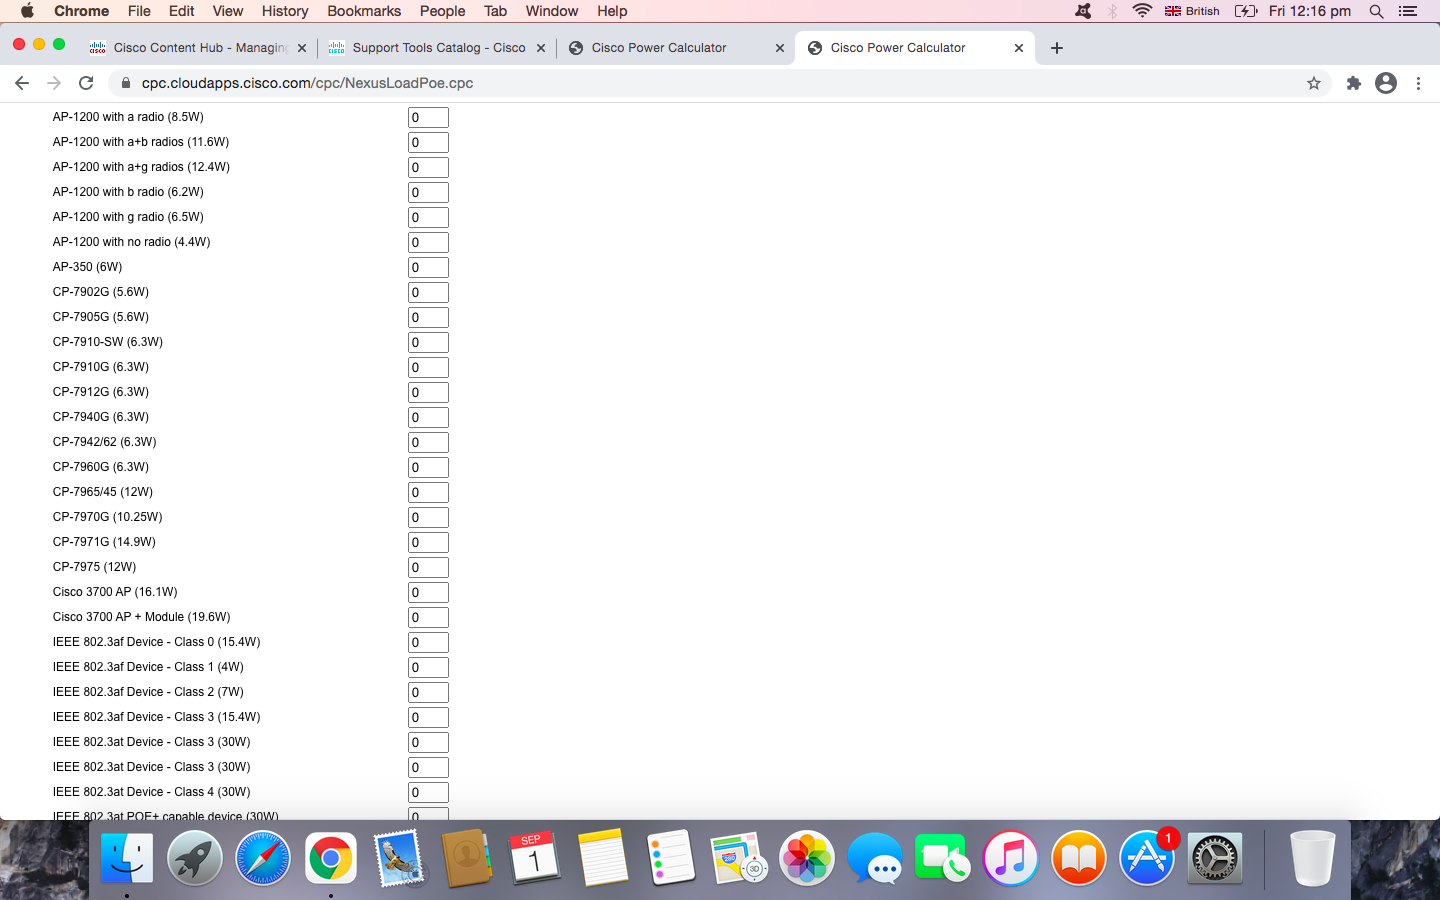 Chrome File Edit View History Bookmarks People Tab Window Help British Fri 12:16 pm
Cisco Content Hub - Managing Support Tools Catalog - Cisco Cisco Power Calculator Cisco Power Calculator
cpc.cloudapps.cisco.com/cpc/NexusLoadPoe.cpc
AP-1200 with a radio (8.5W) 0
AP-1200 with a+b radios (11.6W) 0
AP-1200 with a+g radios (12.4W) 0
AP-1200 with b radio (6.2W) 0
AP-1200 with g radio (6.5W) 0
AP-1200 with no radio (4.4W) 0
AP-350 (6W) 0
CP-7902G (5.6W) 0
CP-7905G (5.6W) 0
CP-7910-SW (6.3W) 0
CP-7910G (6.3W) 0
CP-7912G (6.3W) 0
CP-7940G (6.3W) 0
CP-7942/62 (6.3W) 0
CP-7960G (6.3W) 0
CP-7965/45 (12W) 0
CP-7970G (10.25W) 0
CP-7971G (14.9W) 0
CP-7975 (12W) 0
Cisco 3700 AP (16.1W) 0
Cisco 3700 AP + Module (19.6W) 0
IEEE 802.3af Device - Class 0 (15.4W) 0
IEEE 802.3af Device - Class 1 (4W) 0
IEEE 802.3af Device - Class 2 (7W) 0
IEEE 802.3af Device - Class 3 (15.4W) 0
IEEE 802.3at Device - Class 3 (30W) 0
IEEE 802.3at Device - Class 3 (30W) 0
IEEE 802.3at Device - Class 4 (30W) 0
IEEE 802.3at POE+ capable device (30W) 0
SEP
1
3D
1